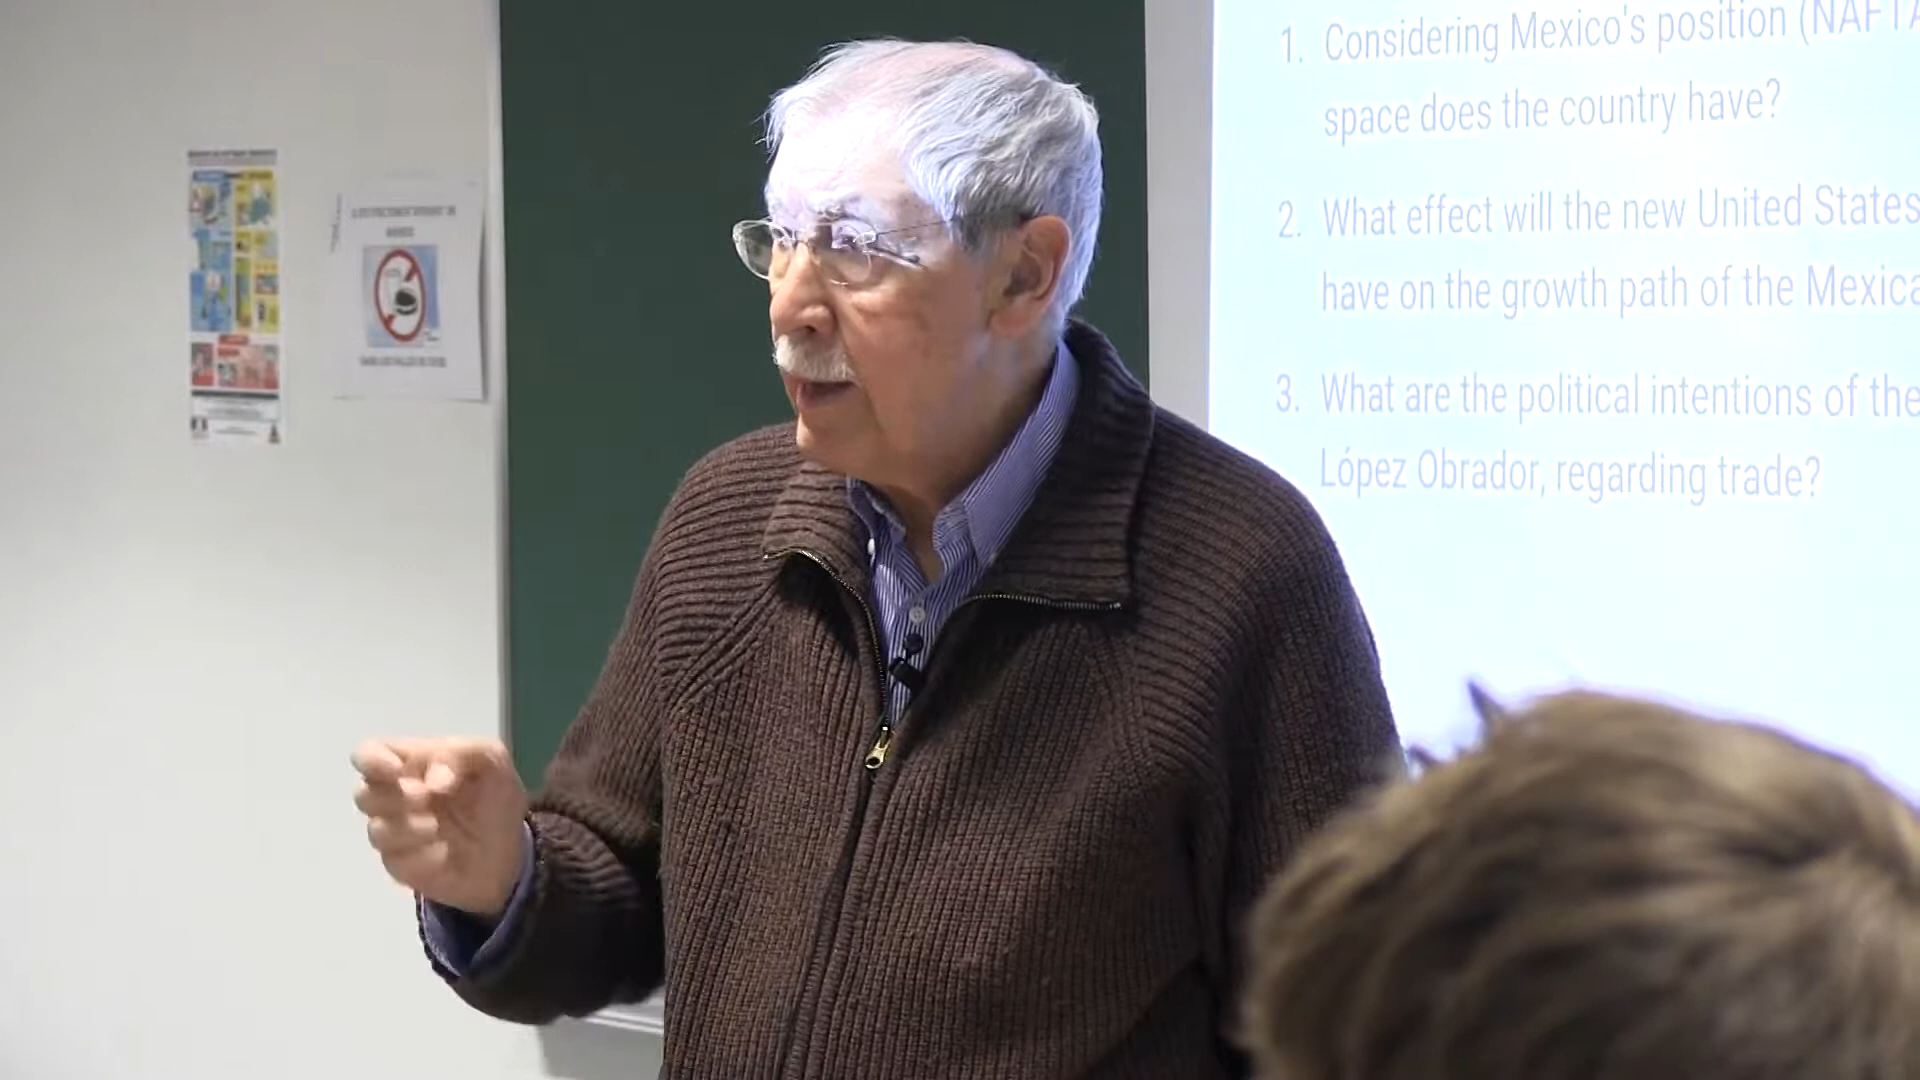 1. Considering Mexico's position (NAFTA
space does the country have?
2. What effect will the new United States
have on the growth path of the Mexica
3. What are the political intentions of the
López Obrador, regarding trade?